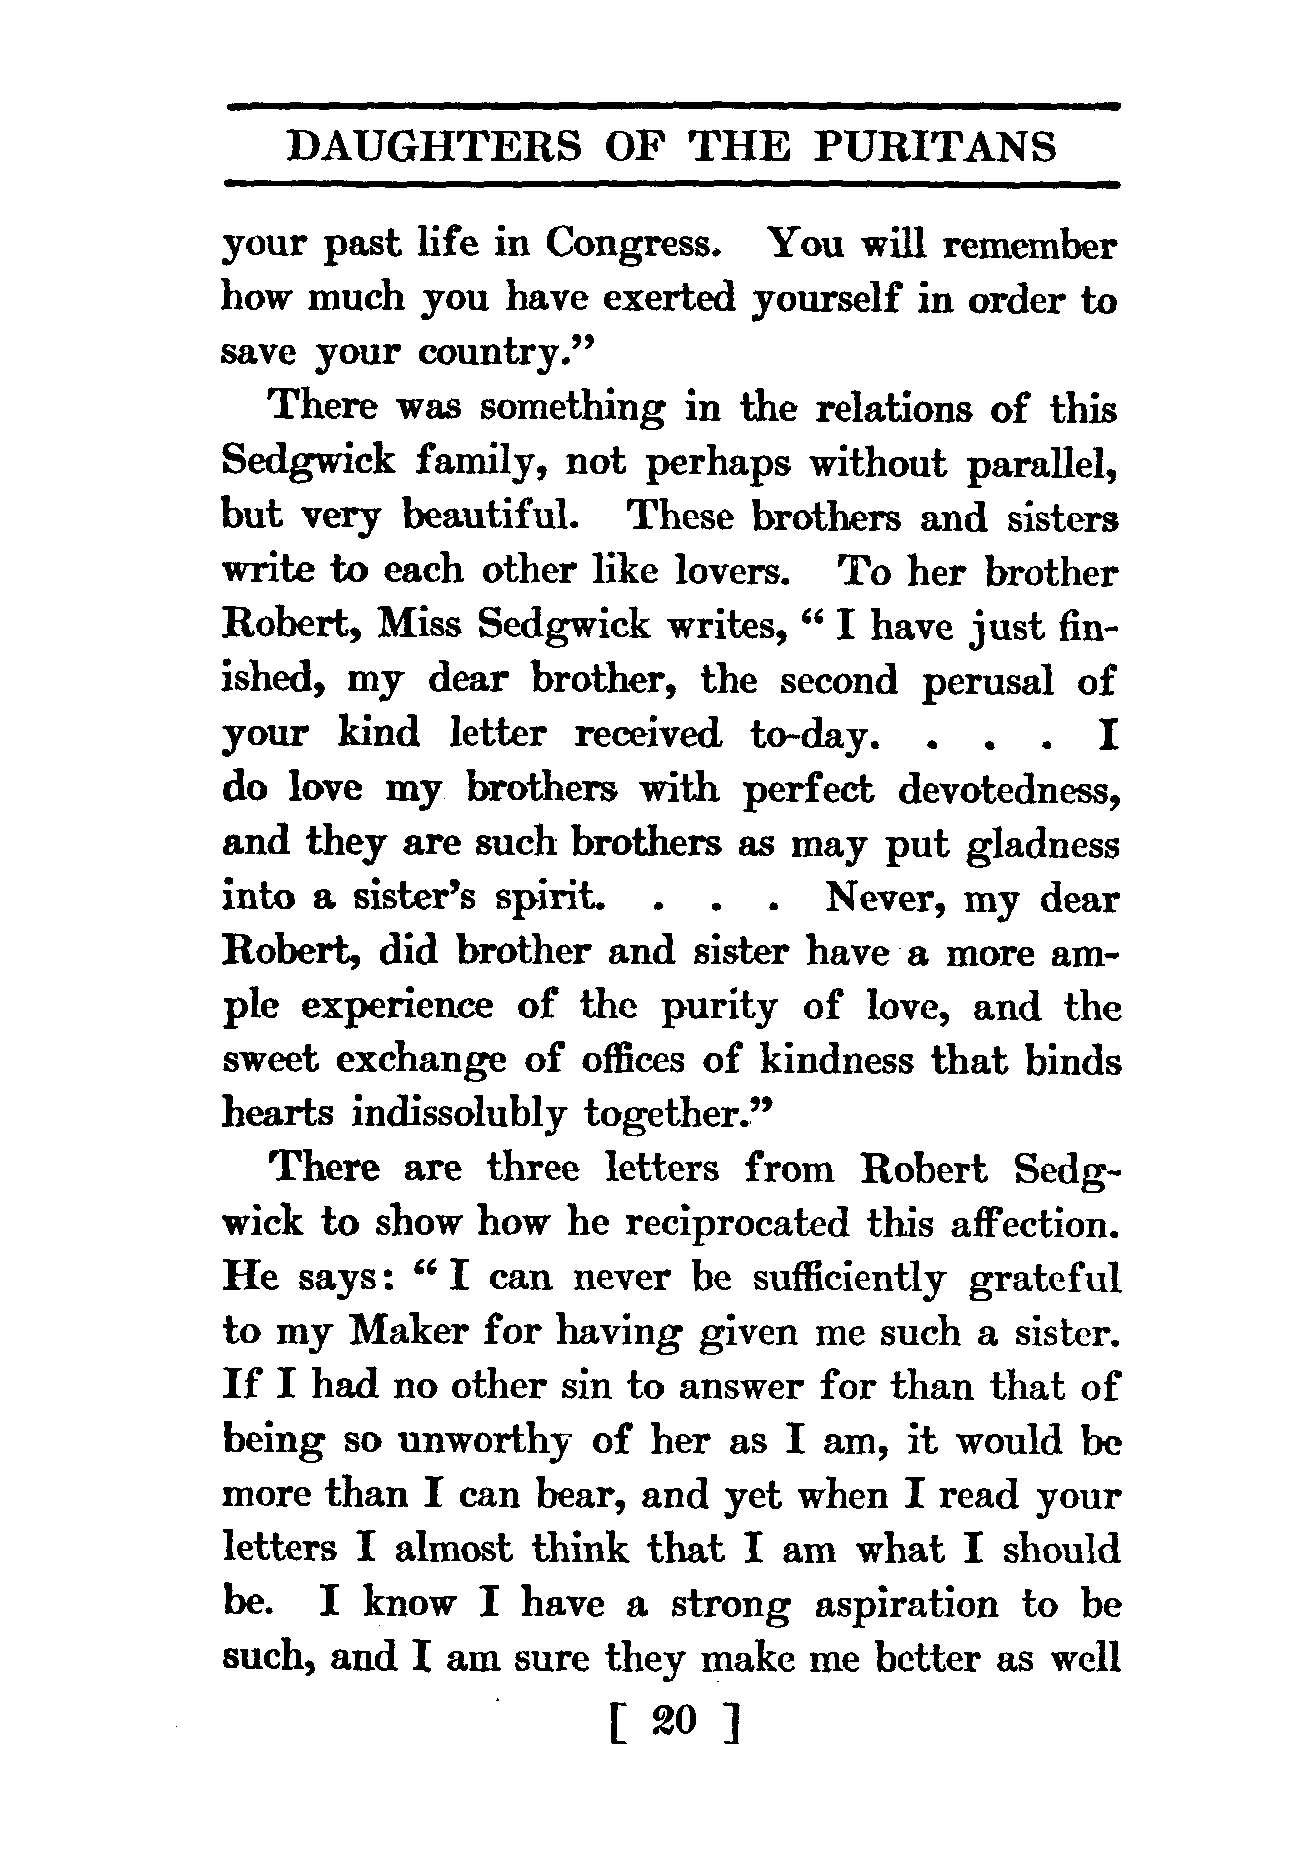 DAUGHTERS OF THE PURITANS
your past life in Congress. You will remember
how much you have exerted yourself in order to
save your country.”
There was something in the relations of this
Sedgwick family, not perhaps without parallel,
but very beautiful. These brothers and sisters
write to each other like lovers. To her brother
Robert, Miss Sedgwick writes, “ I have just fin-
ished, my dear brother, the second perusal of
your kind letter received to-day. . . . I
do love my brothers with perfect devotedness,
and they are such brothers as may put gladness
into a sister’s spirit. . . . Never, my dear
Robert, did brother and sister have a more am-
ple experience of the purity of love, and the
sweet exchange of offices of kindness that binds
hearts indissolubly together.”
There are three letters from Robert Sedg-
wick to show how he reciprocated this affection.
He says: “ I can never be sufficiently grateful
to my Maker for having given me such a sister.
If I had no other sin to answer for than that of
being so unworthy of her as I am, it would be
more than I can bear, and yet when I read your
letters I almost think that I am what I should
be. I know I have a strong aspiration to be
such, and I am sure they make me better as well
[ 20 ]